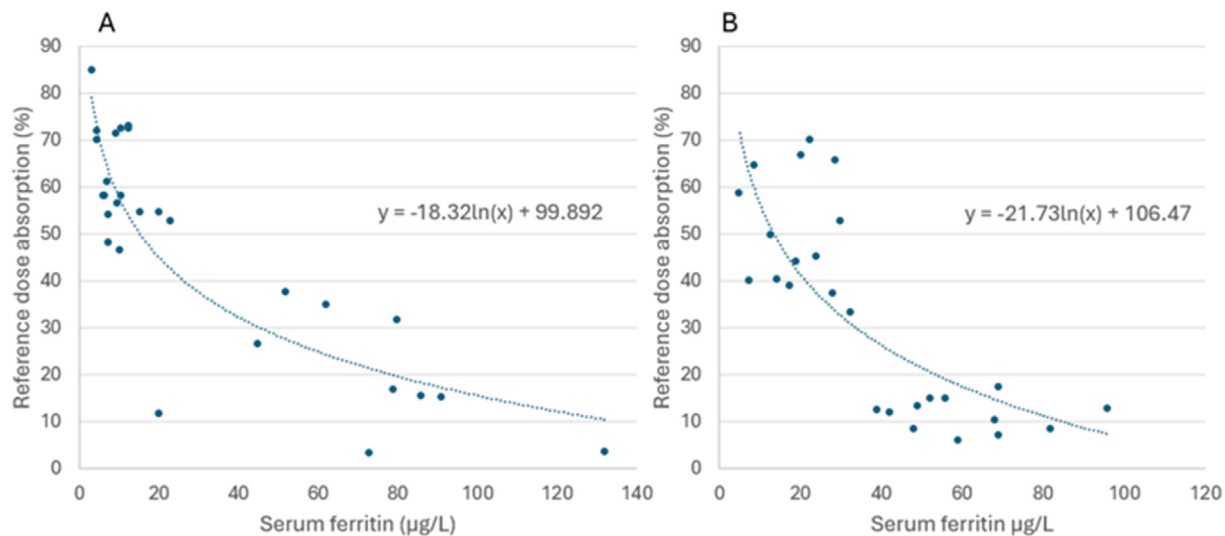 A
90
80
70
60
50
40
30
20
10
0
Reference dose absorption (%)
y = -18.32ln(x) + 99.892
0 20 40 60 80 100 120 140
Serum ferritin (µg/L)
B
90
80
70
60
50
40
30
20
10
0
Reference dose absorption (%)
y = -21.73ln(x) + 106.47
0 20 40 60 80 100 120
Serum ferritin µg/L